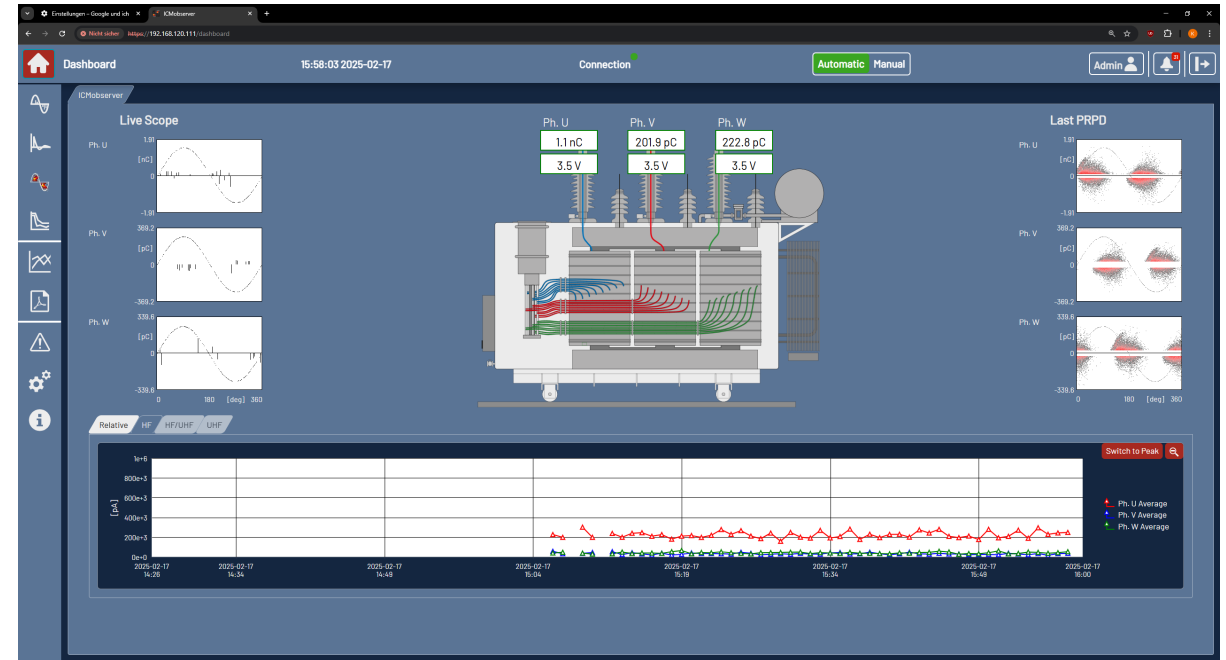 Einstellungen – Google und ich
ICMobserver
Nicht sicher https://192.168.120.111/dashboard
Dashboard
15:58:03 2025-02-17
Connection
Automatic Manual
Admin
31
ICMobserver
Live Scope
Ph. U
1.91
[nC]
0
-1.91
Ph. V
369.2
[pC]
0
-369.2
Ph. W
339.6
[pC]
0
-339.6
0 180 [deg] 360
Ph. U Ph. V Ph. W
1.1 nC 201.9 pC 222.8 pC
3.5 V 3.5 V 3.5 V
Last PRPD
Ph. U
1.91
[nC]
0
-1.91
Ph. V
369.2
[pC]
0
-369.2
Ph. W
339.6
[pC]
0
-339.6
0 180 [deg] 360
Relative HF HF/UHF UHF
Switch to Peak
[pA]
1e+6
800e+3
600e+3
400e+3
200e+3
0e+0
2025-02-17 2025-02-17 2025-02-17 2025-02-17 2025-02-17 2025-02-17 2025-02-17 2025-02-17
14:26 14:34 14:49 15:04 15:19 15:34 15:49 16:00
Ph. U Average
Ph. V Average
Ph. W Average